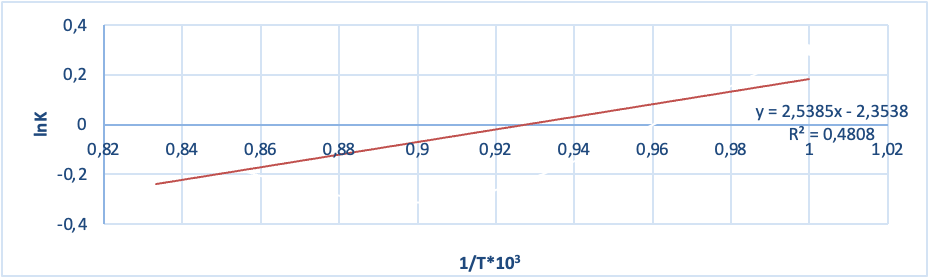 0,4
0,2
0
-0,2
-0,4
lnK
0,82 0,84 0,86 0,88 0,9 0,92 0,94 0,96 0,98 1 1,02
y = 2,5385x - 2,3538
R² = 0,4808
1/T*10³